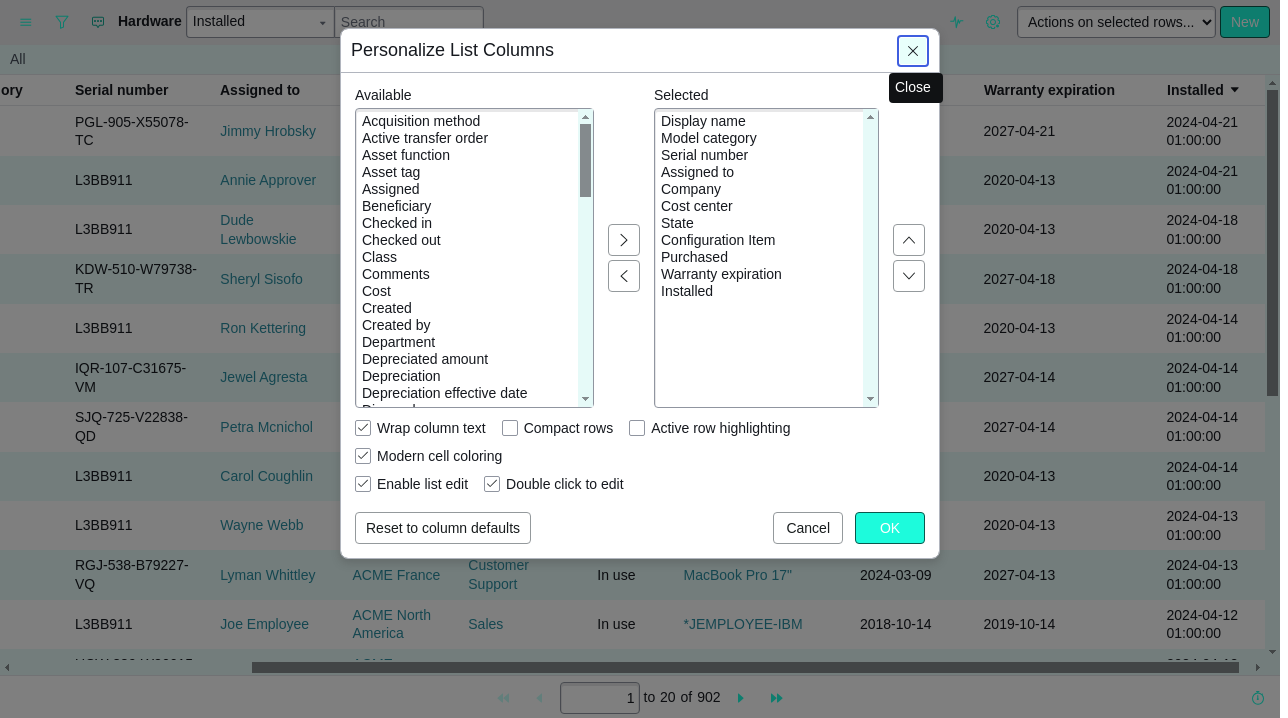 Hardware Installed Search Actions on selected rows... New
All
Personalize List Columns
Close
ory Serial number Assigned to Warranty expiration Installed
Available
Acquisition method
Active transfer order
Asset function
Asset tag
Assigned
Beneficiary
Checked in
Checked out
Class
Comments
Cost
Created
Created by
Department
Depreciated amount
Depreciation
Depreciation effective date
Selected
Display name
Model category
Serial number
Assigned to
Company
Cost center
State
Configuration Item
Purchased
Warranty expiration
Installed
Wrap column text Compact rows Active row highlighting
Modern cell coloring
Enable list edit Double click to edit
Reset to column defaults Cancel OK
PGL-905-X55078-TC Jimmy Hrobsky 2027-04-21 2024-04-21 01:00:00
L3BB911 Annie Approver 2020-04-13 2024-04-21 01:00:00
L3BB911 Dude Lewbowskie 2020-04-13 2024-04-18 01:00:00
KDW-510-W79738-TR Sheryl Sisofo 2027-04-18 2024-04-18 01:00:00
L3BB911 Ron Kettering 2020-04-13 2024-04-14 01:00:00
IQR-107-C31675-VM Jewel Agresta 2027-04-14 2024-04-14 01:00:00
SJQ-725-V22838-QD Petra Mcnichol 2027-04-14 2024-04-14 01:00:00
L3BB911 Carol Coughlin 2020-04-13 2024-04-14 01:00:00
L3BB911 Wayne Webb 2020-04-13 2024-04-13 01:00:00
RGJ-538-B79227-VQ Lyman Whittley ACME France Customer Support In use MacBook Pro 17" 2024-03-09 2027-04-13 2024-04-13 01:00:00
L3BB911 Joe Employee ACME North America Sales In use *JEMPLOYEE-IBM 2018-10-14 2019-10-14 2024-04-12 01:00:00
1 to 20 of 902